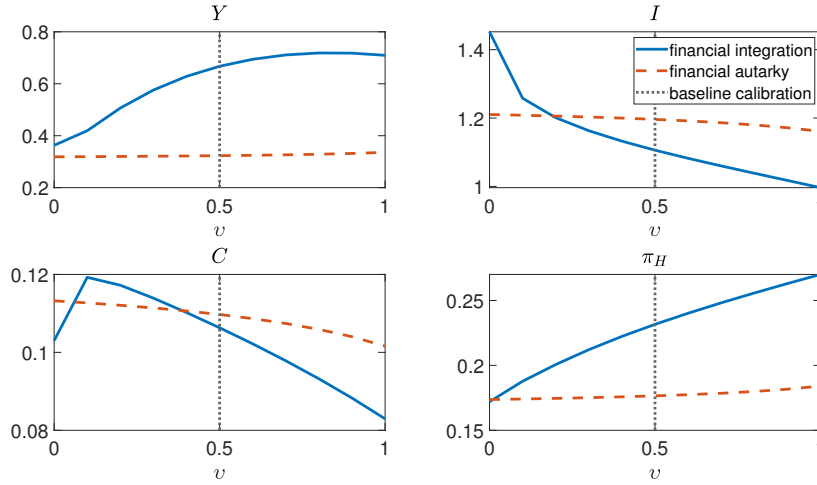 Y
0.8
0.6
0.4
0.2
0
0.5
1
υ
I
1.4
1.2
1
financial integration
financial autarky
baseline calibration
0
0.5
1
υ
C
0.12
0.1
0.08
0
0.5
1
υ
π_H
0.25
0.2
0.15
0
0.5
1
υ